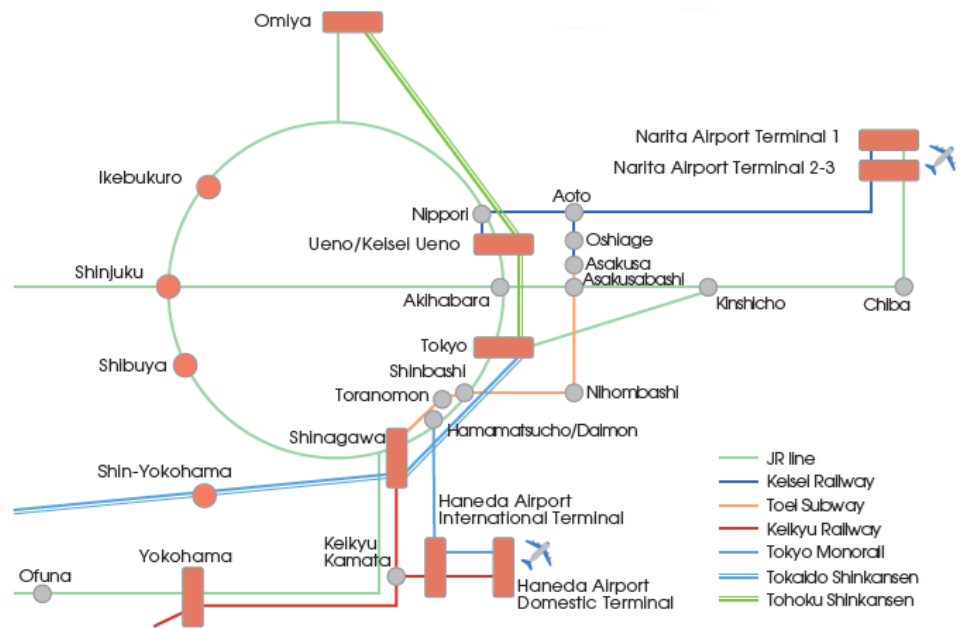 Omiya
Narita Airport Terminal 1
Narita Airport Terminal 2-3
Ikebukuro
Aoto
Nippori
Oshiage
Ueno/Keisei Ueno
Asakusa
Shinjuku
Asakusabashi
Akihabara
Kinshicho
Chiba
Tokyo
Shinbashi
Shibuya
Toranomon
Nihombashi
Hamamatsucho/Daimon
Shinagawa
Shin-Yokohama
Haneda Airport
International Terminal
Keikyu
Kamata
Yokohama
Ofuna
Haneda Airport
Domestic Terminal
JR line
Keisei Railway
Toei Subway
Keikyu Railway
Tokyo Monorail
Tokaido Shinkansen
Tohoku Shinkansen